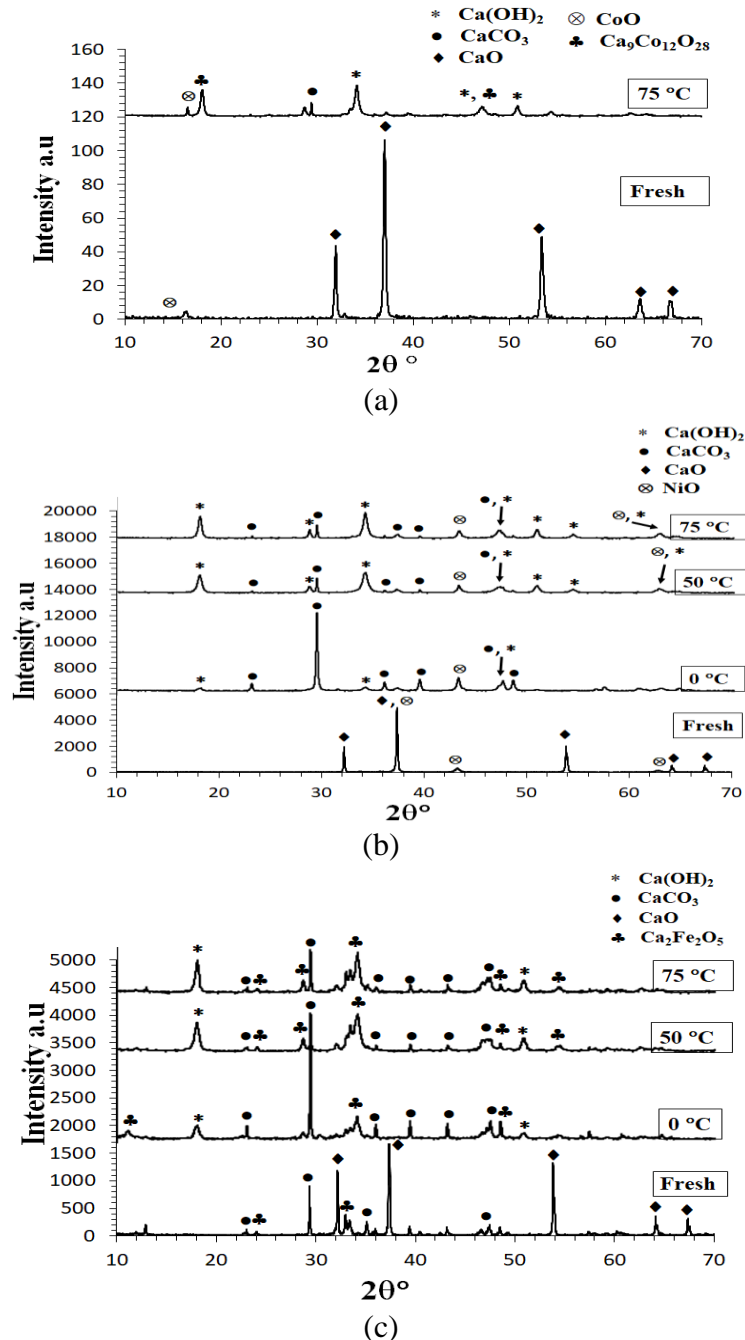 * Ca(OH)₂ ⊗ CoO
● CaCO₃ ♣ Ca₉Co₁₂O₂₈
◆ CaO
160
140
120
100
80
60
40
20
0
Intensity a.u
⊗ ♣ ● * *, ♣ * 75 °C
◆ ◆ ◆ ◆ ◆ Fresh
⊗
10 20 30 40 50 60 70
2θ °
(a)
* Ca(OH)₂
● CaCO₃
◆ CaO
⊗ NiO
20000
18000
16000
14000
12000
10000
8000
6000
4000
2000
0
Intensity a.u
* ● * ● * ● ● ⊗ ●, * * * ⊗, * 75 °C
* ● * ● * ● ● ⊗ ●, * * * ⊗, * 50 °C
* ● ● * ● ● ⊗ ●, * ● 0 °C
◆ ◆, ⊗ ⊗ ◆ ⊗ ◆ ◆ Fresh
10 20 30 40 50 60 70
2θ°
(b)
* Ca(OH)₂
● CaCO₃
◆ CaO
♣ Ca₂Fe₂O₅
5000
4500
4000
3500
3000
2500
2000
1500
1000
500
0
Intensity a.u
* ● ♣ ♣ ● ♣ ● ● ● ● ♣ * ♣ 75 °C
* ● ♣ ♣ ● ♣ ● ● ● ● ♣ * ♣ 50 °C
♣ * ● ● ♣ ● ● ● ● ♣ * 0 °C
● ♣ ● ◆ ♣ ● ◆ ● ◆ ◆ ◆ Fresh
10 20 30 40 50 60 70
2θ°
(c)